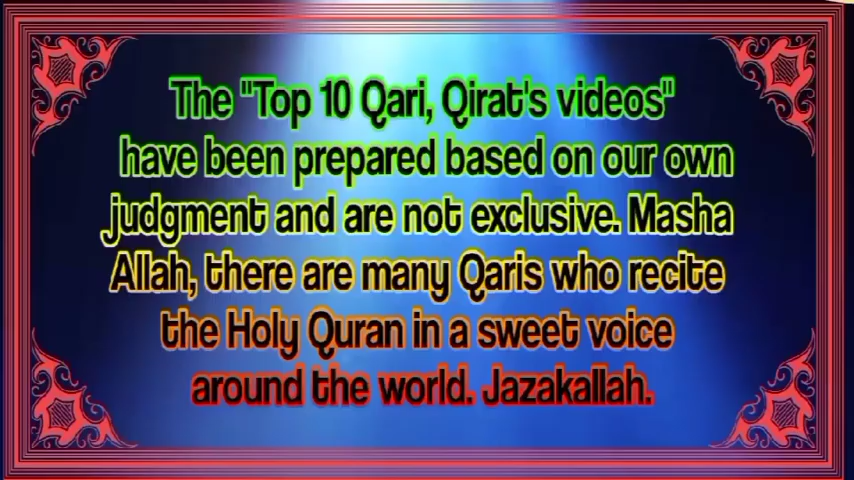 The "Top 10 Qari, Qirat's videos"
have been prepared based on our own
judgment and are not exclusive. Masha
Allah, there are many Qaris who recite
the Holy Quran in a sweet voice
around the world. Jazakallah.